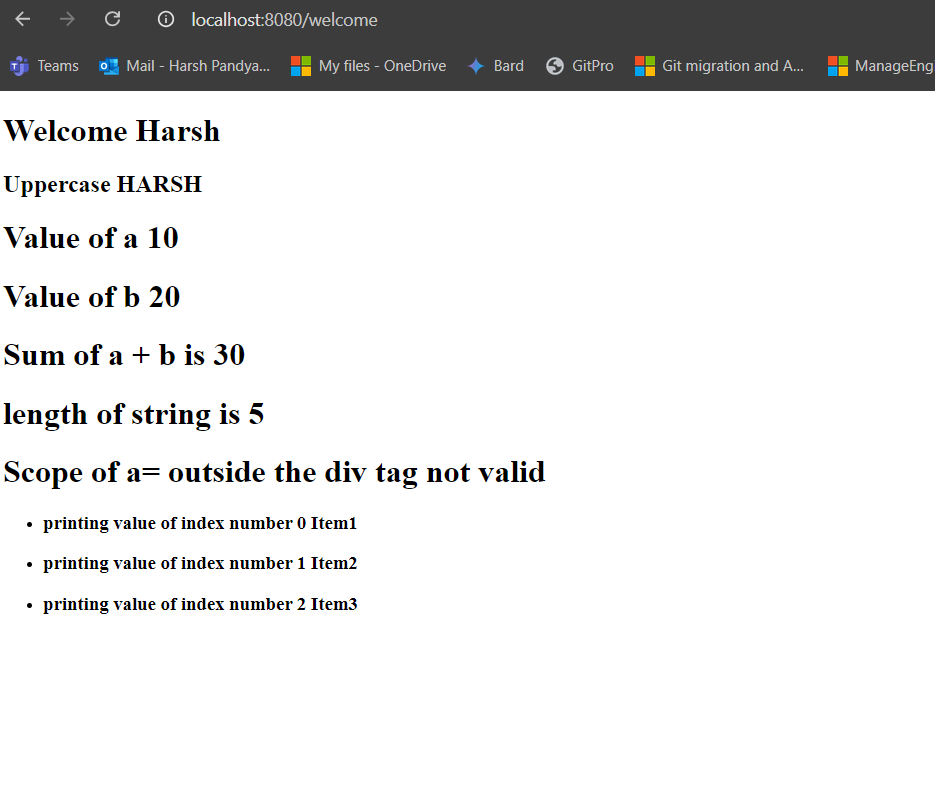 localhost:8080/welcome
Teams Mail - Harsh Pandya... My files - OneDrive Bard GitPro Git migration and A... ManageEng
Welcome Harsh
Uppercase HARSH
Value of a 10
Value of b 20
Sum of a + b is 30
length of string is 5
Scope of a= outside the div tag not valid
• printing value of index number 0 Item1
• printing value of index number 1 Item2
• printing value of index number 2 Item3